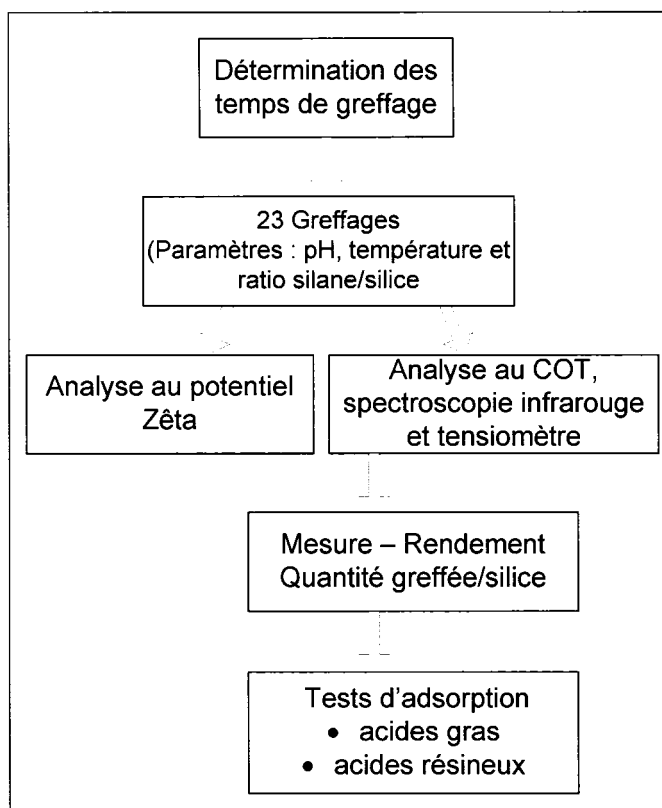 Détermination des
temps de greffage
23 Greffages
(Paramètres : pH, température et
ratio silane/silice
Analyse au potentiel
Zêta
Analyse au COT,
spectroscopie infrarouge
et tensiomètre
Mesure – Rendement
Quantité greffée/silice
Tests d'adsorption
• acides gras
• acides résineux